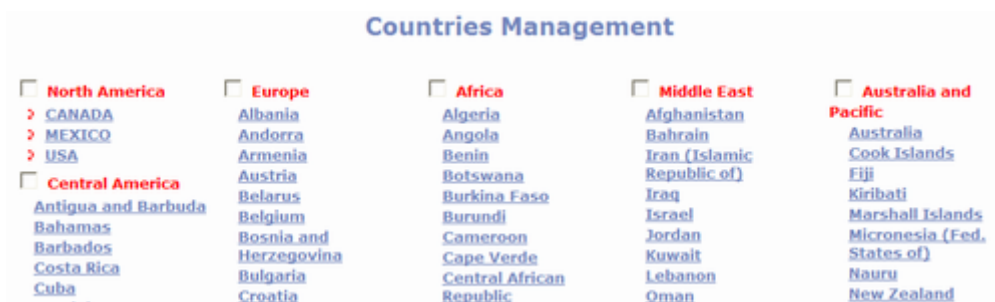 Countries Management
North America
CANADA
MEXICO
USA
Central America
Antigua and Barbuda
Bahamas
Barbados
Costa Rica
Cuba
Europe
Albania
Andorra
Armenia
Austria
Belarus
Belgium
Bosnia and
Herzegovina
Bulgaria
Croatia
Africa
Algeria
Angola
Benin
Botswana
Burkina Faso
Burundi
Cameroon
Cape Verde
Central African
Republic
Middle East
Afghanistan
Bahrain
Iran (Islamic
Republic of)
Iraq
Israel
Jordan
Kuwait
Lebanon
Oman
Australia and
Pacific
Australia
Cook Islands
Fiji
Kiribati
Marshall Islands
Micronesia (Fed.
States of)
Nauru
New Zealand